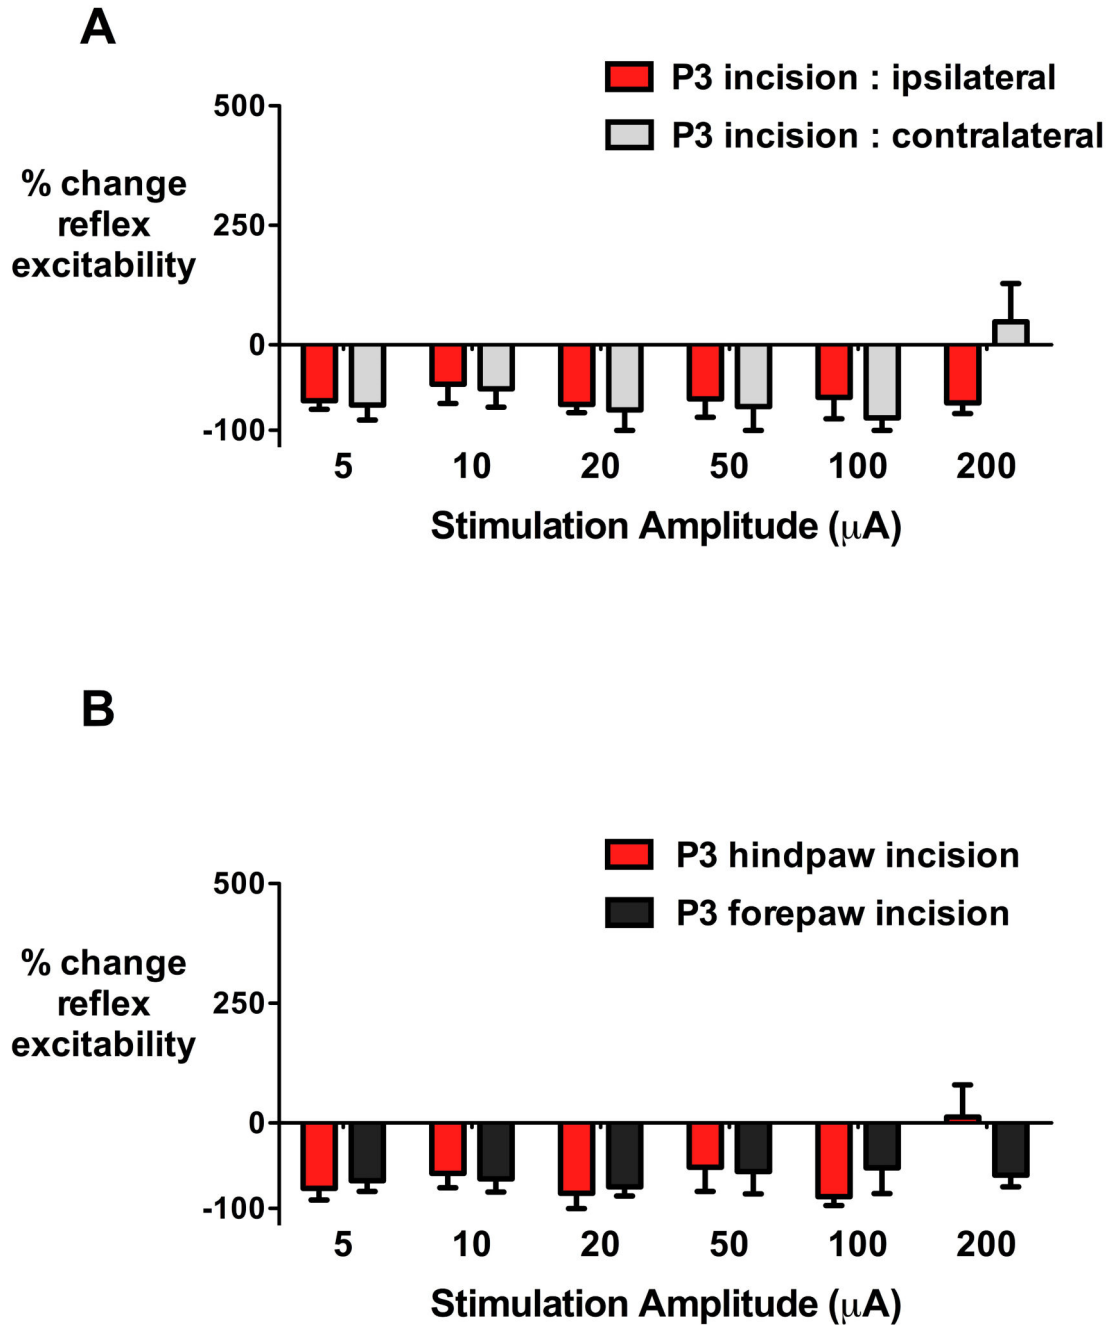 A
P3 incision : ipsilateral
P3 incision : contralateral
500
250
0
-100
% change
reflex
excitability
5 10 20 50 100 200
Stimulation Amplitude (μA)
B
P3 hindpaw incision
P3 forepaw incision
500
250
0
-100
% change
reflex
excitability
5 10 20 50 100 200
Stimulation Amplitude (μA)